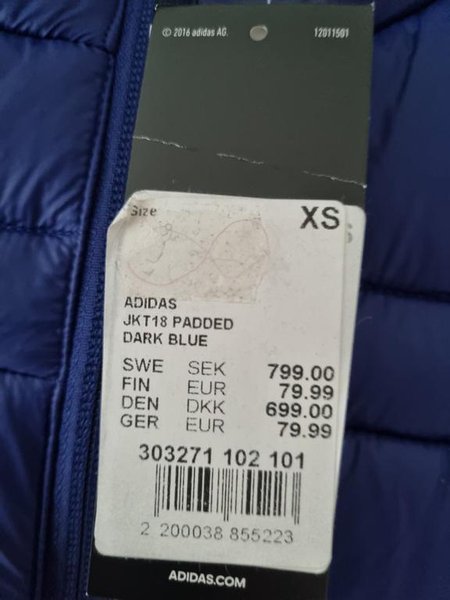 © 2016 adidas AG. 12011501
Size XS
ADIDAS
JKT18 PADDED
DARK BLUE
SWE SEK 799.00
FIN EUR 79.99
DEN DKK 699.00
GER EUR 79.99
303271 102 101
2 200038 855223
ADIDAS.COM